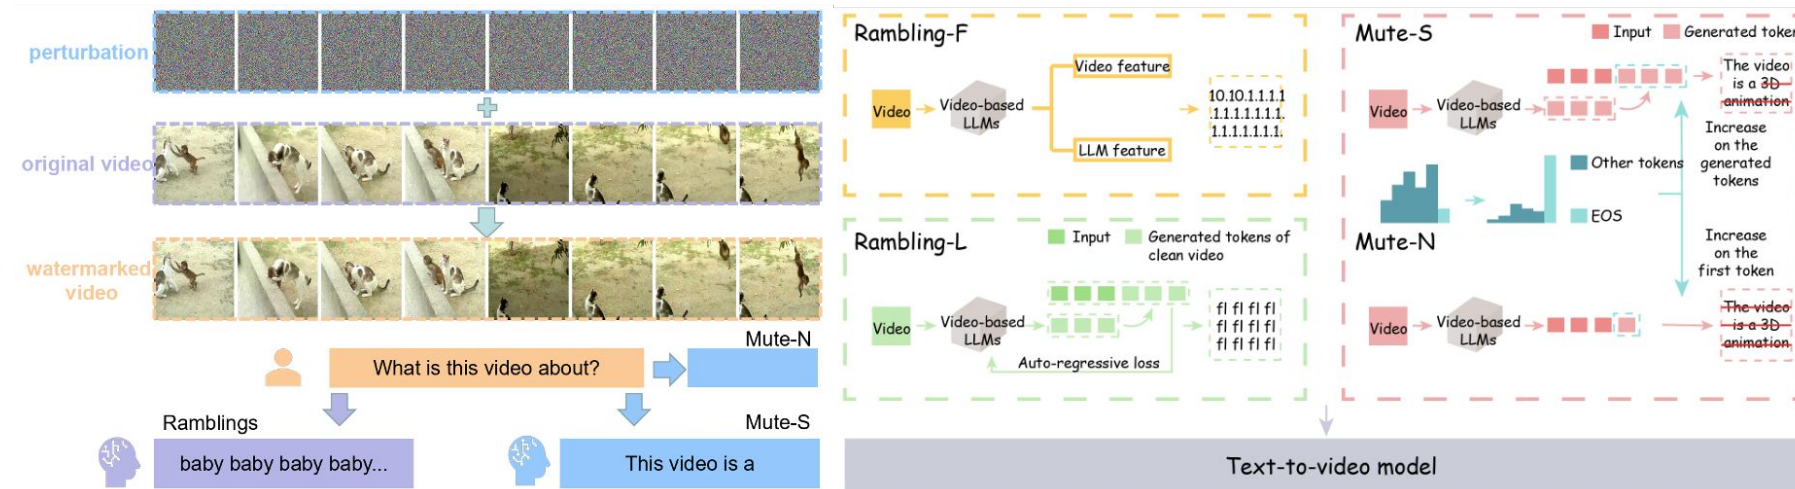 perturbation
original video
watermarked
video
Mute-N
What is this video about?
Ramblings
Mute-S
baby baby baby baby...
This video is a
Rambling-F
Video
Video-based
LLMs
Video feature
LLM feature
10.10.1.1.1.1
1.1.1.1.1.1.1.
1.1.1.1.1.1.1.
Rambling-L
Input
Generated tokens of
clean video
Video
Video-based
LLMs
Auto-regressive loss
fl fl fl fl
fl fl fl fl
fl fl fl fl
Mute-S
Input
Generated token
Video
Video-based
LLMs
The video
is a 3D
animation
Increase
on the
generated
tokens
Other tokens
EOS
Mute-N
Increase
on the
first token
Video
Video-based
LLMs
The video
is a 3D
animation
Text-to-video model